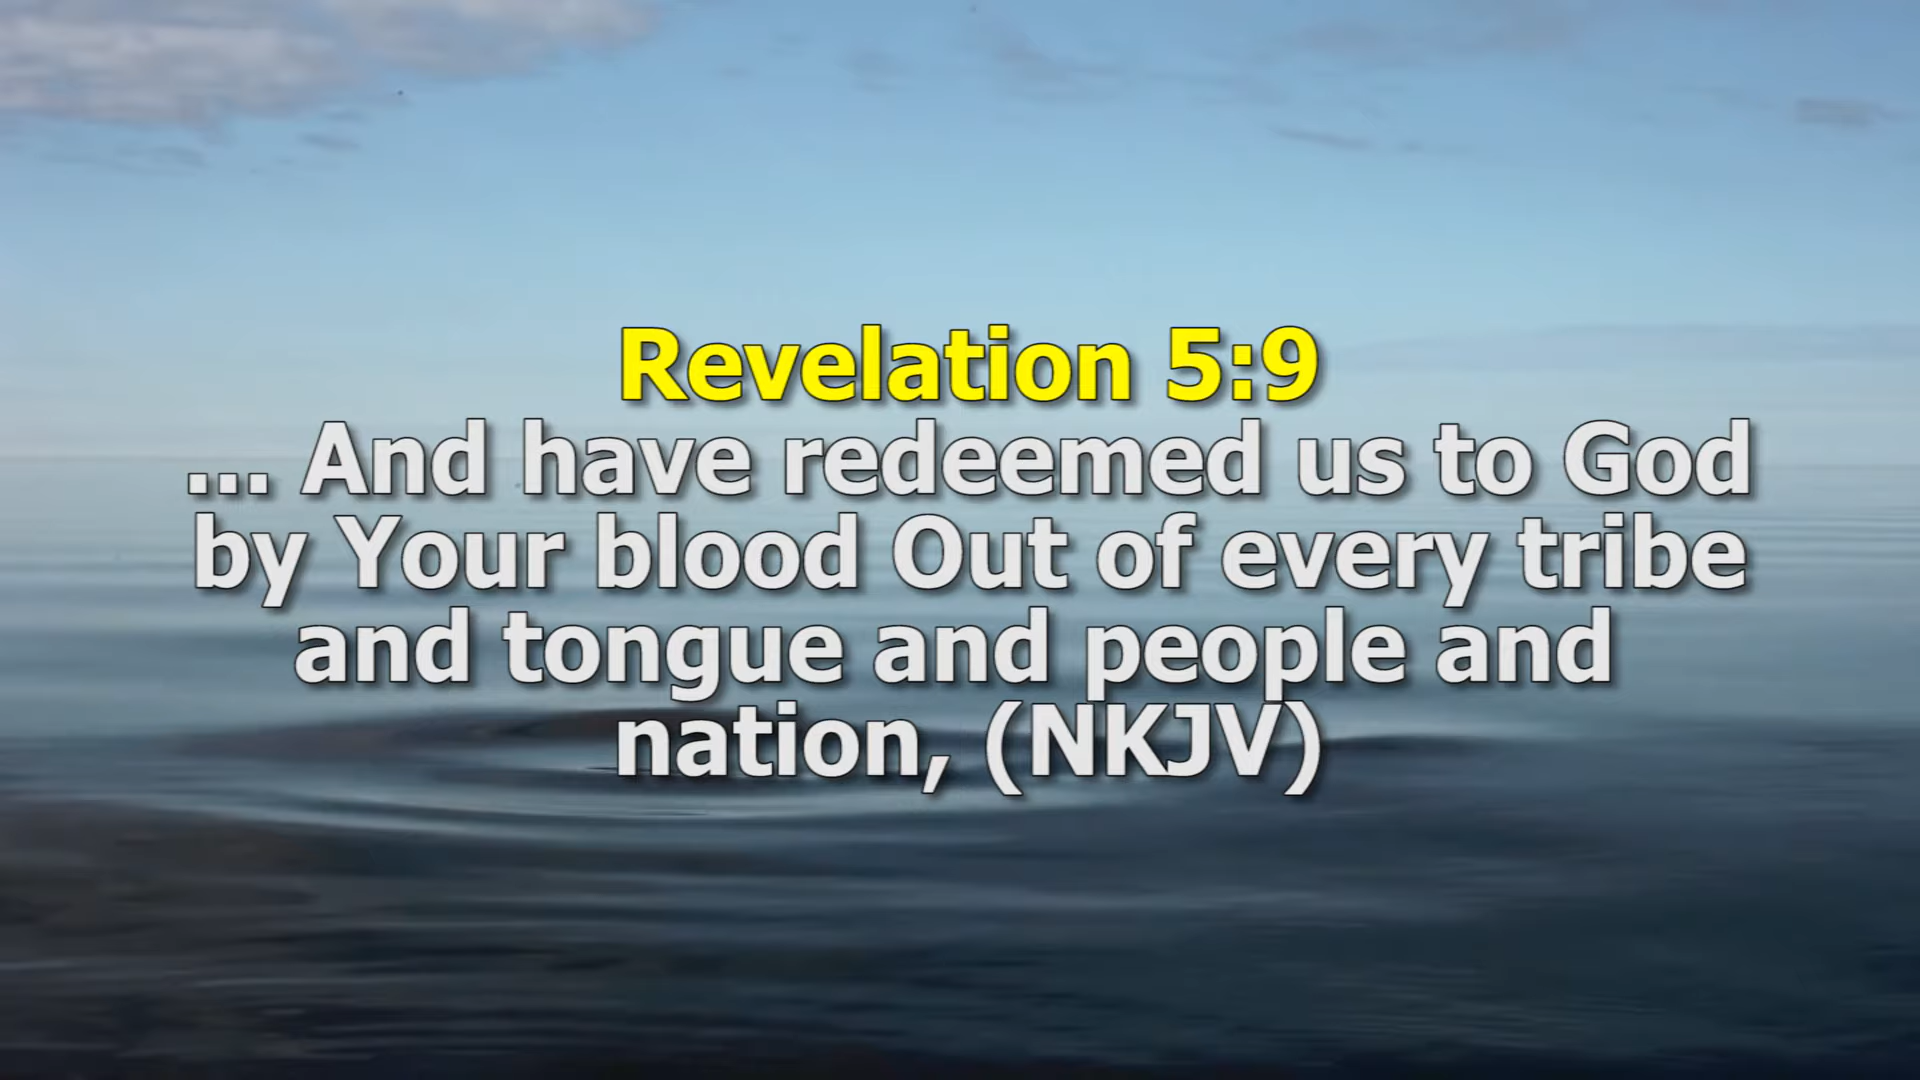 Revelation 5:9
... And have redeemed us to God
by Your blood Out of every tribe
and tongue and people and
nation, (NKJV)